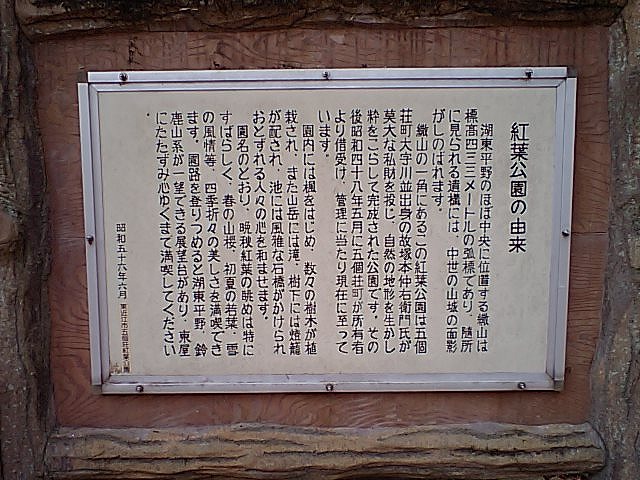 紅葉公園の由来
湖東平野のほぼ中央に位置する繖山は
標高四三三メートルの弧標であり、随所
に見られる遺構には、中世の山城の面影
がしのばれます。
繖山の一角にあるこの紅葉公園は五個
荘町大字川並出身の故塚本仲右衛門氏が
莫大な私財を投じ、自然の地形を生かし
粋をこらして完成された公園です。その
後昭和四十八年五月に五個荘町が所有者
より借受け、管理に当たり現在に至って
います。
園内には楓をはじめ、数々の樹木が植
栽され、また山岳には滝、樹下には燈籠
が配され、池には風雅な石橋がかけられ
おとずれる人々の心を和ませます。
園名のとおり、晩秋紅葉の眺めは特に
すばらしく、春の山桜、初夏の若葉、雪
の風情等、四季折々の美しさを満喫でき
ます。園路を登りつめると湖東平野、鈴
鹿山系が一望できる展望台があり、東屋
にたたずみ心ゆくまで満喫してください
。
昭和五十六年六月 東近江市五個荘紅葉公園